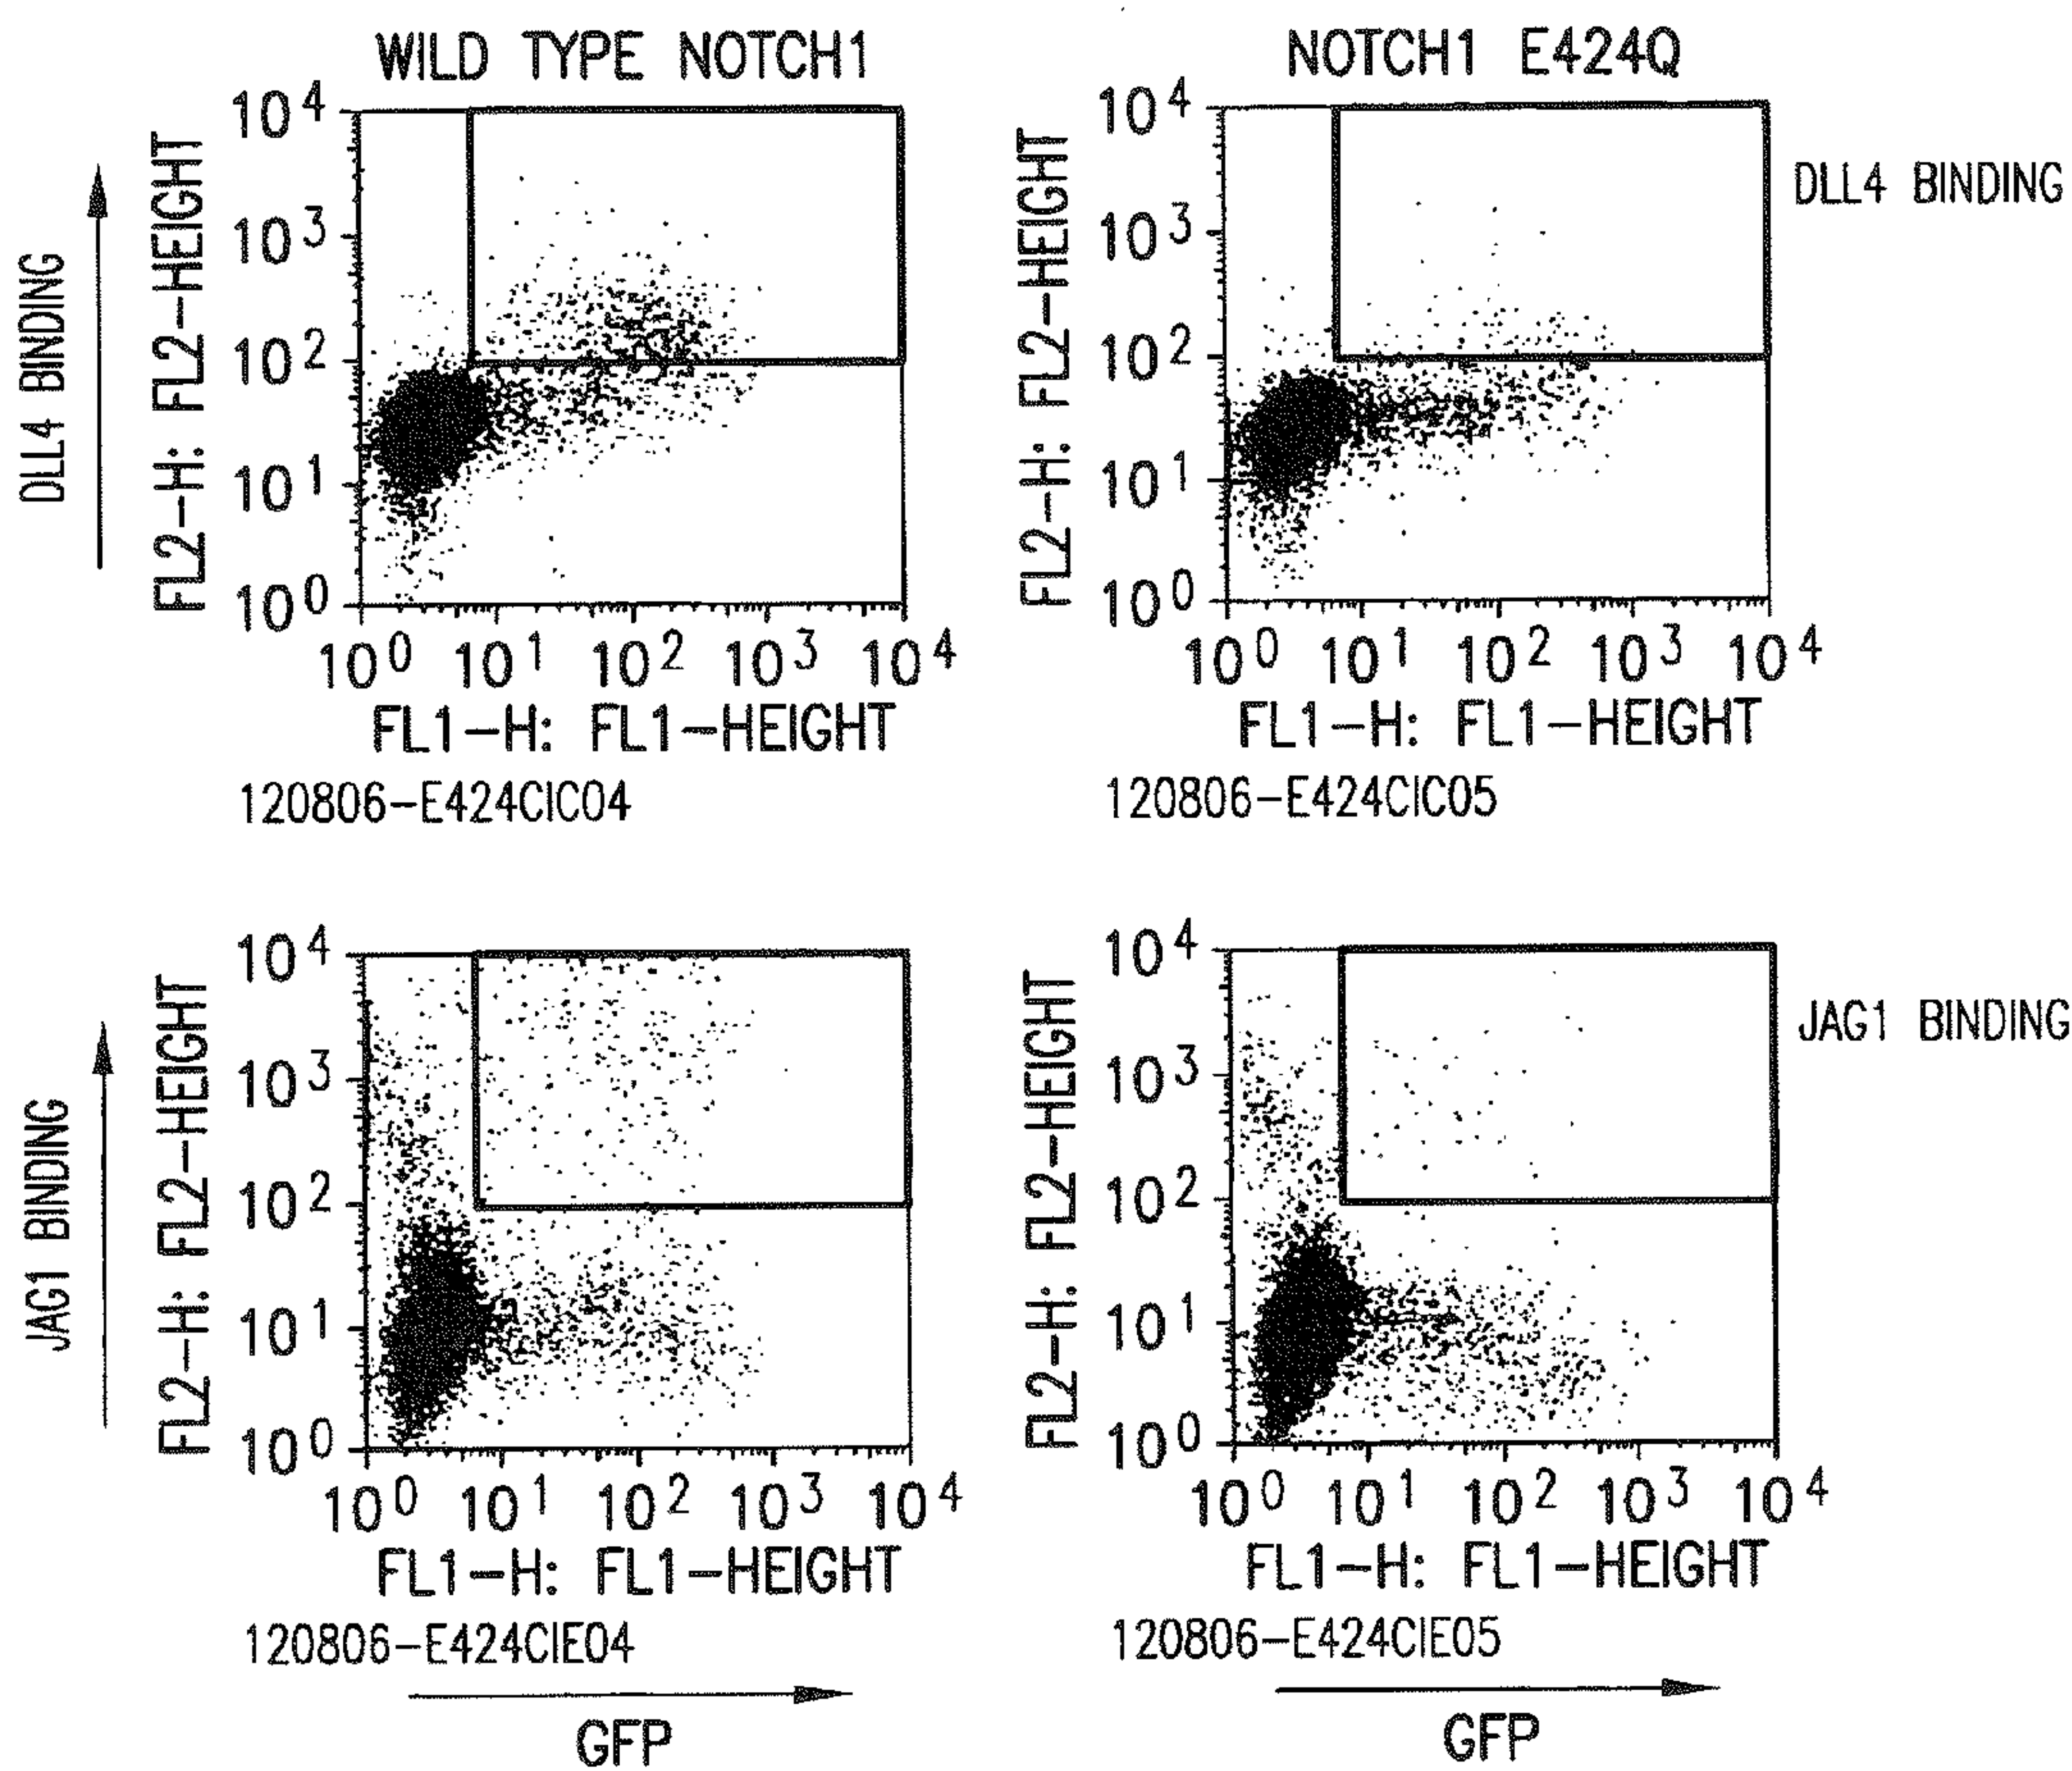 WILD TYPE NOTCH1
NOTCH1 E424Q
DLL4 BINDING
FL2-H: FL2-HEIGHT
10^4
10^3
10^2
10^1
10^0
10^0 10^1 10^2 10^3 10^4
FL1-H: FL1-HEIGHT
120806-E424CIC04
FL2-H: FL2-HEIGHT
10^4
10^3
10^2
10^1
10^0
10^0 10^1 10^2 10^3 10^4
FL1-H: FL1-HEIGHT
120806-E424CIC05
DLL4 BINDING
JAG1 BINDING
FL2-H: FL2-HEIGHT
10^4
10^3
10^2
10^1
10^0
10^0 10^1 10^2 10^3 10^4
FL1-H: FL1-HEIGHT
120806-E424CIE04
GFP
FL2-H: FL2-HEIGHT
10^4
10^3
10^2
10^1
10^0
10^0 10^1 10^2 10^3 10^4
FL1-H: FL1-HEIGHT
120806-E424CIE05
GFP
JAG1 BINDING